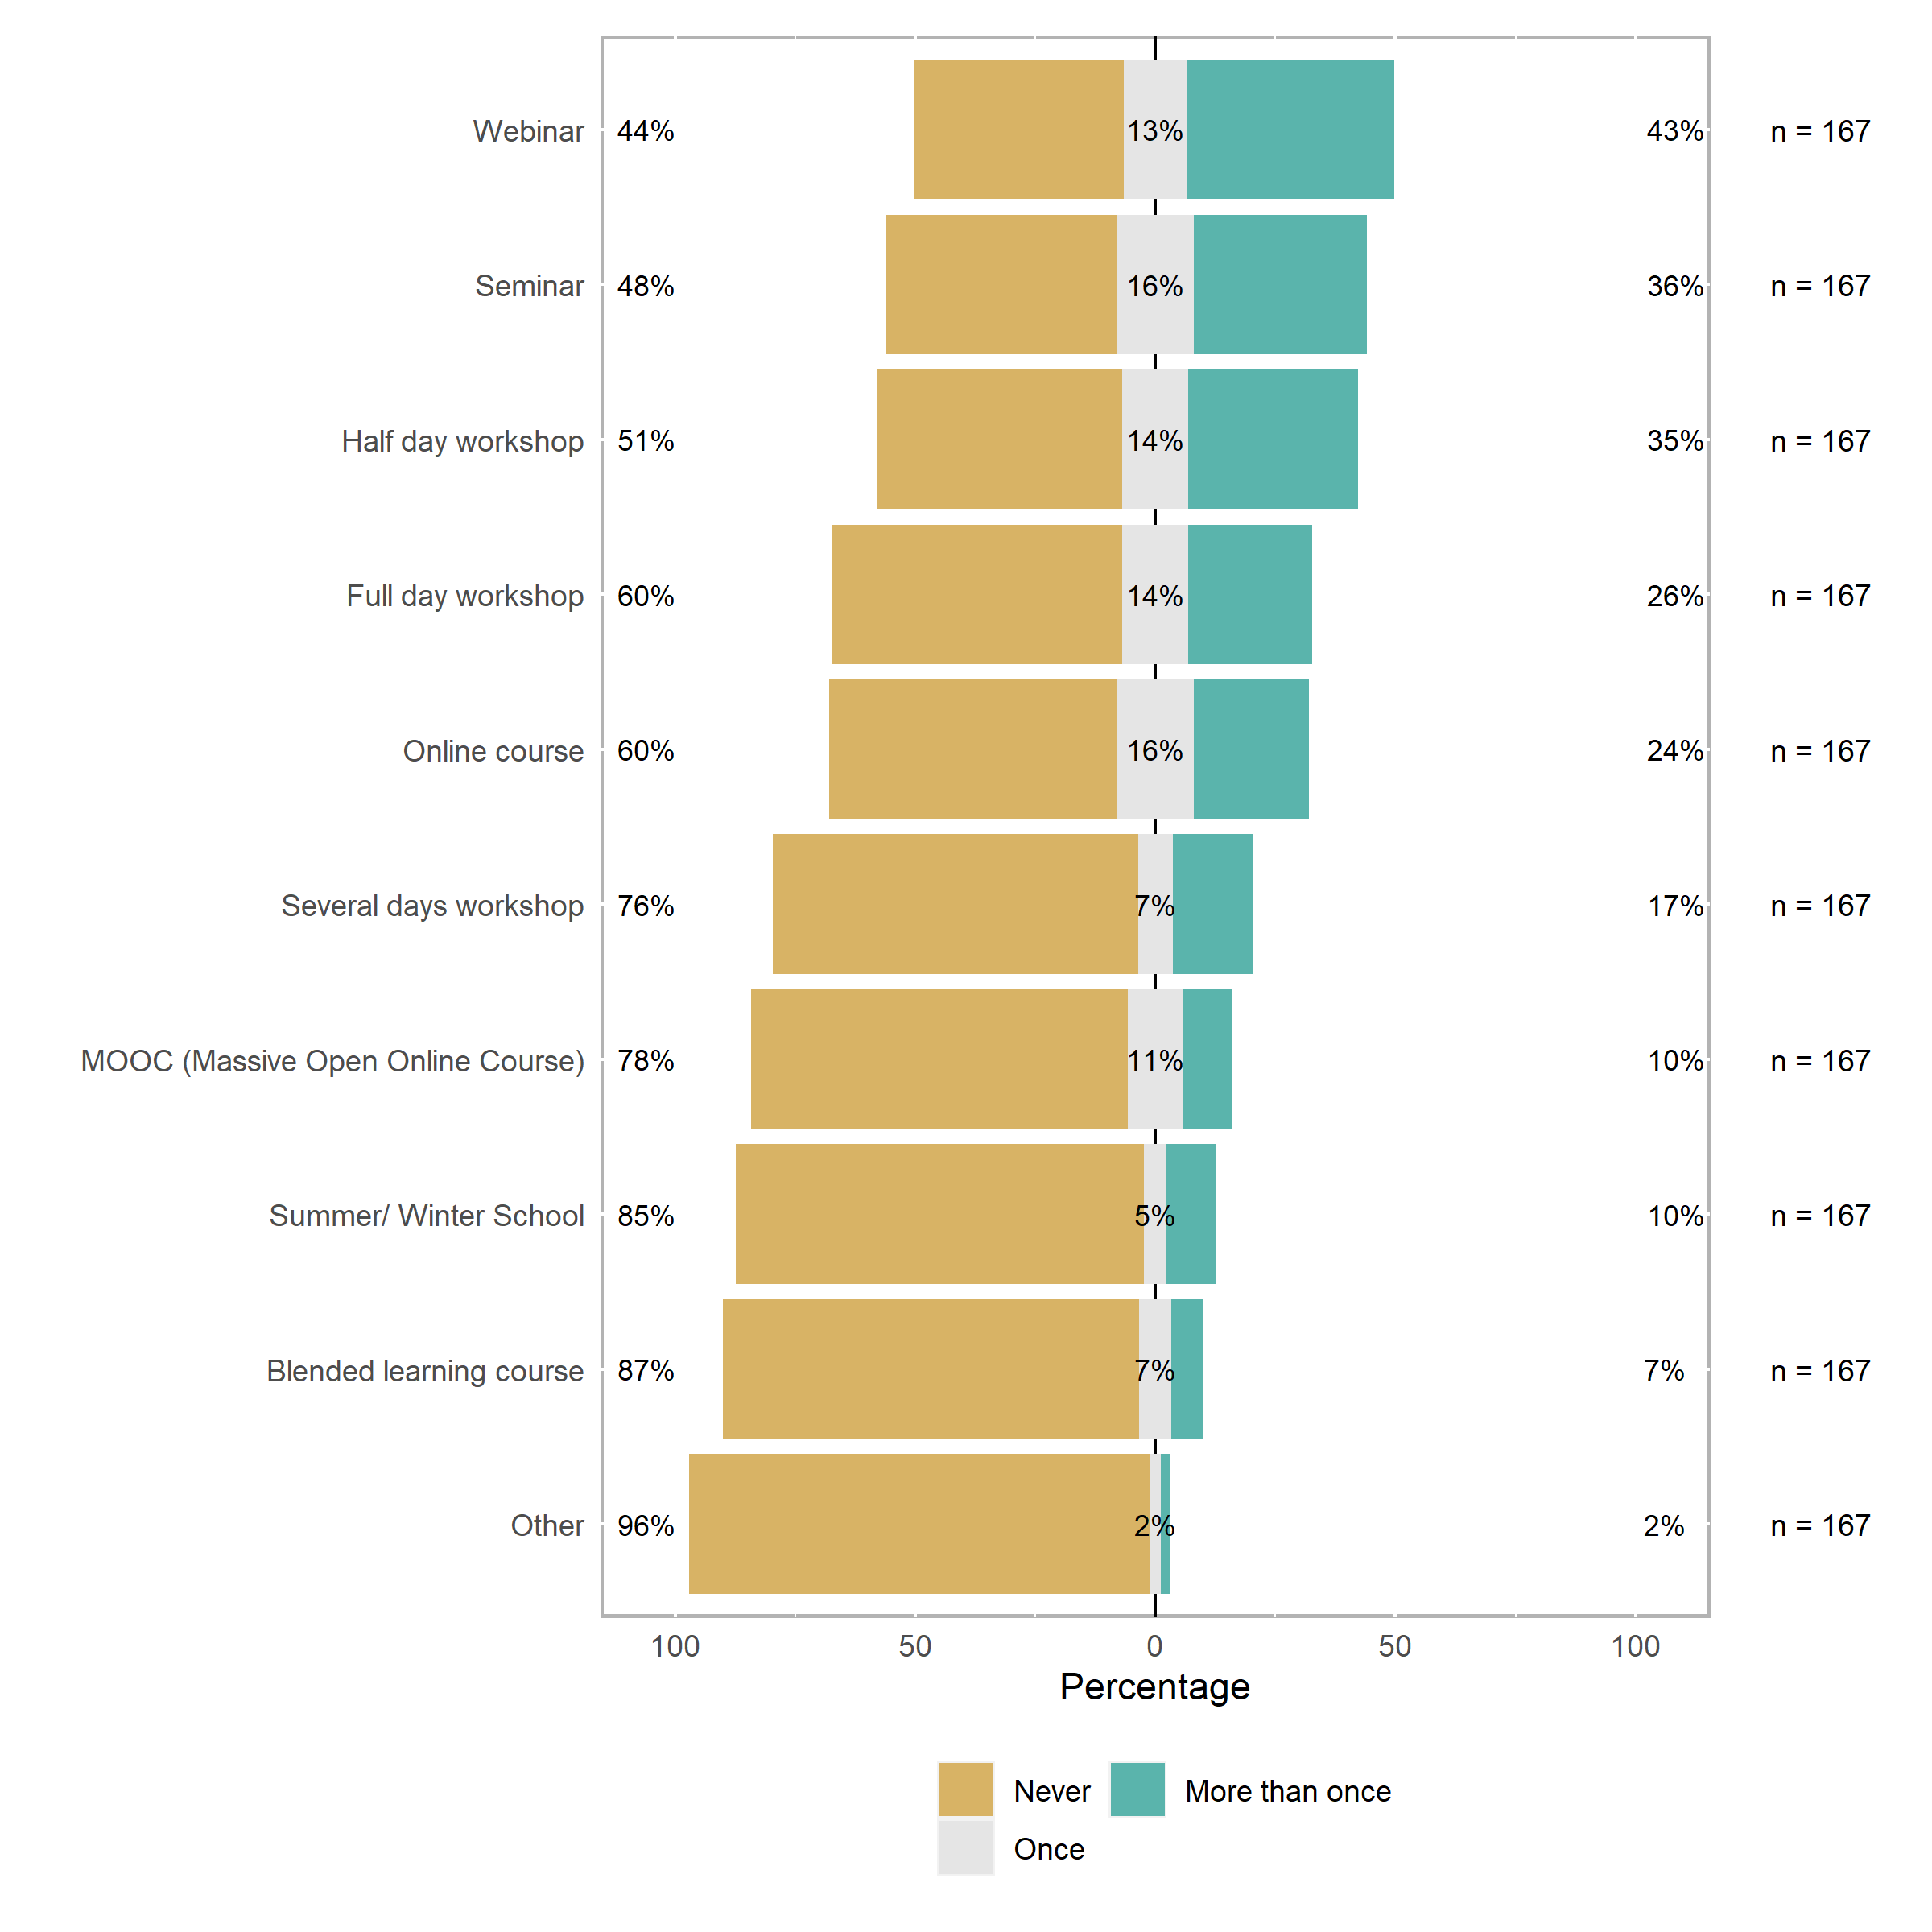 Webinar 44% 13% 43% n = 167
Seminar 48% 16% 36% n = 167
Half day workshop 51% 14% 35% n = 167
Full day workshop 60% 14% 26% n = 167
Online course 60% 16% 24% n = 167
Several days workshop 76% 7% 17% n = 167
MOOC (Massive Open Online Course) 78% 11% 10% n = 167
Summer/ Winter School 85% 5% 10% n = 167
Blended learning course 87% 7% 7% n = 167
Other 96% 2% 2% n = 167
100 50 0 50 100
Percentage
Never More than once
Once